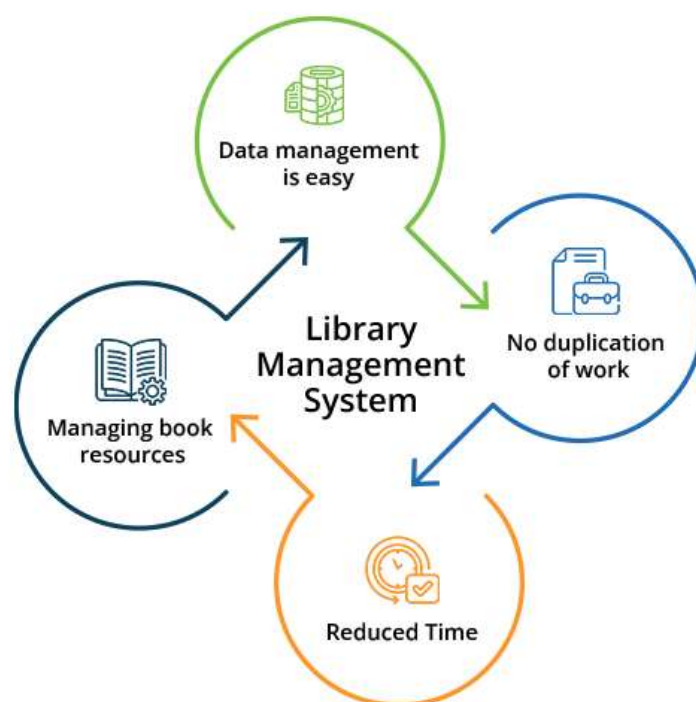 Data management
is easy
No duplication
of work
Library
Management
System
Managing book
resources
Reduced Time